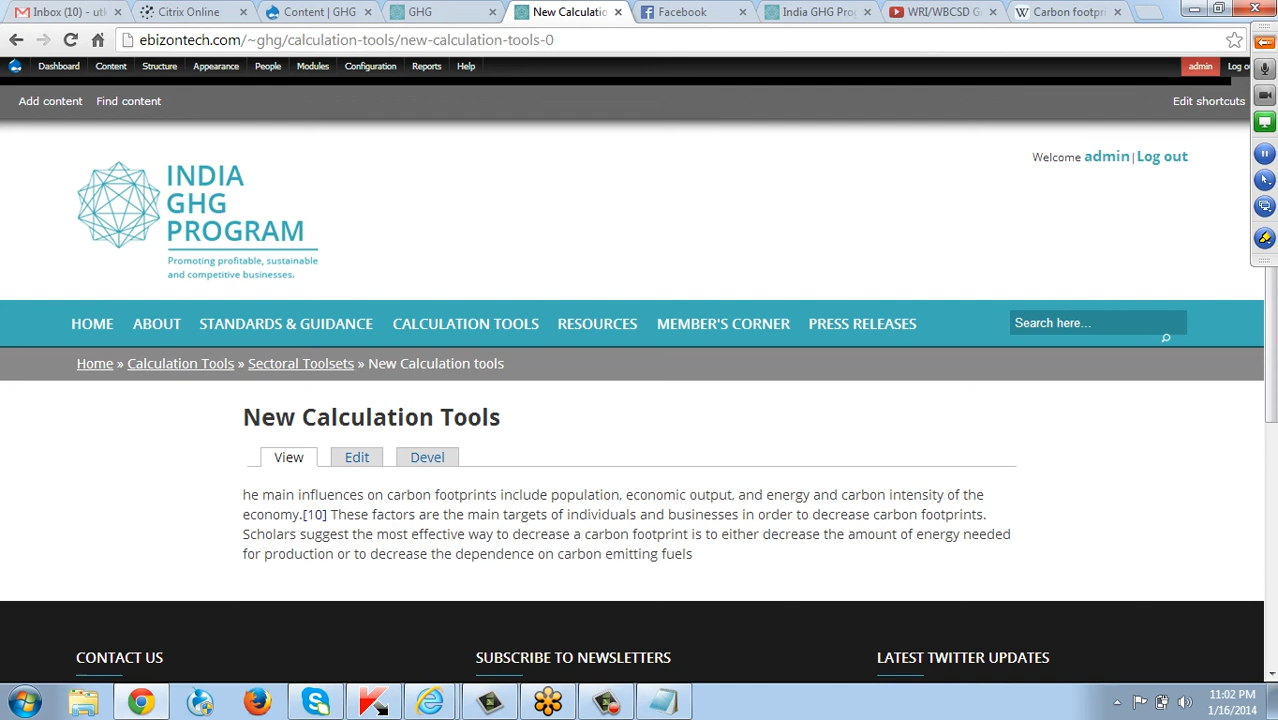 Inbox (10) - utl
Citrix Online
Content | GHG
GHG
New Calculatio
Facebook
India GHG Prog
WRI/WBCSD G
Carbon footpri
ebizontech.com/~ghg/calculation-tools/new-calculation-tools-0
Dashboard Content Structure Appearance People Modules Configuration Reports Help admin Log ou
Add content Find content Edit shortcuts
Welcome admin|Log out
INDIA
GHG
PROGRAM
Promoting profitable, sustainable
and competitive businesses.
HOME ABOUT STANDARDS & GUIDANCE CALCULATION TOOLS RESOURCES MEMBER'S CORNER PRESS RELEASES Search here...
Home » Calculation Tools » Sectoral Toolsets » New Calculation tools
New Calculation Tools
View Edit Devel
he main influences on carbon footprints include population, economic output, and energy and carbon intensity of the
economy.[10] These factors are the main targets of individuals and businesses in order to decrease carbon footprints.
Scholars suggest the most effective way to decrease a carbon footprint is to either decrease the amount of energy needed
for production or to decrease the dependence on carbon emitting fuels
CONTACT US SUBSCRIBE TO NEWSLETTERS LATEST TWITTER UPDATES
11:02 PM
1/16/2014